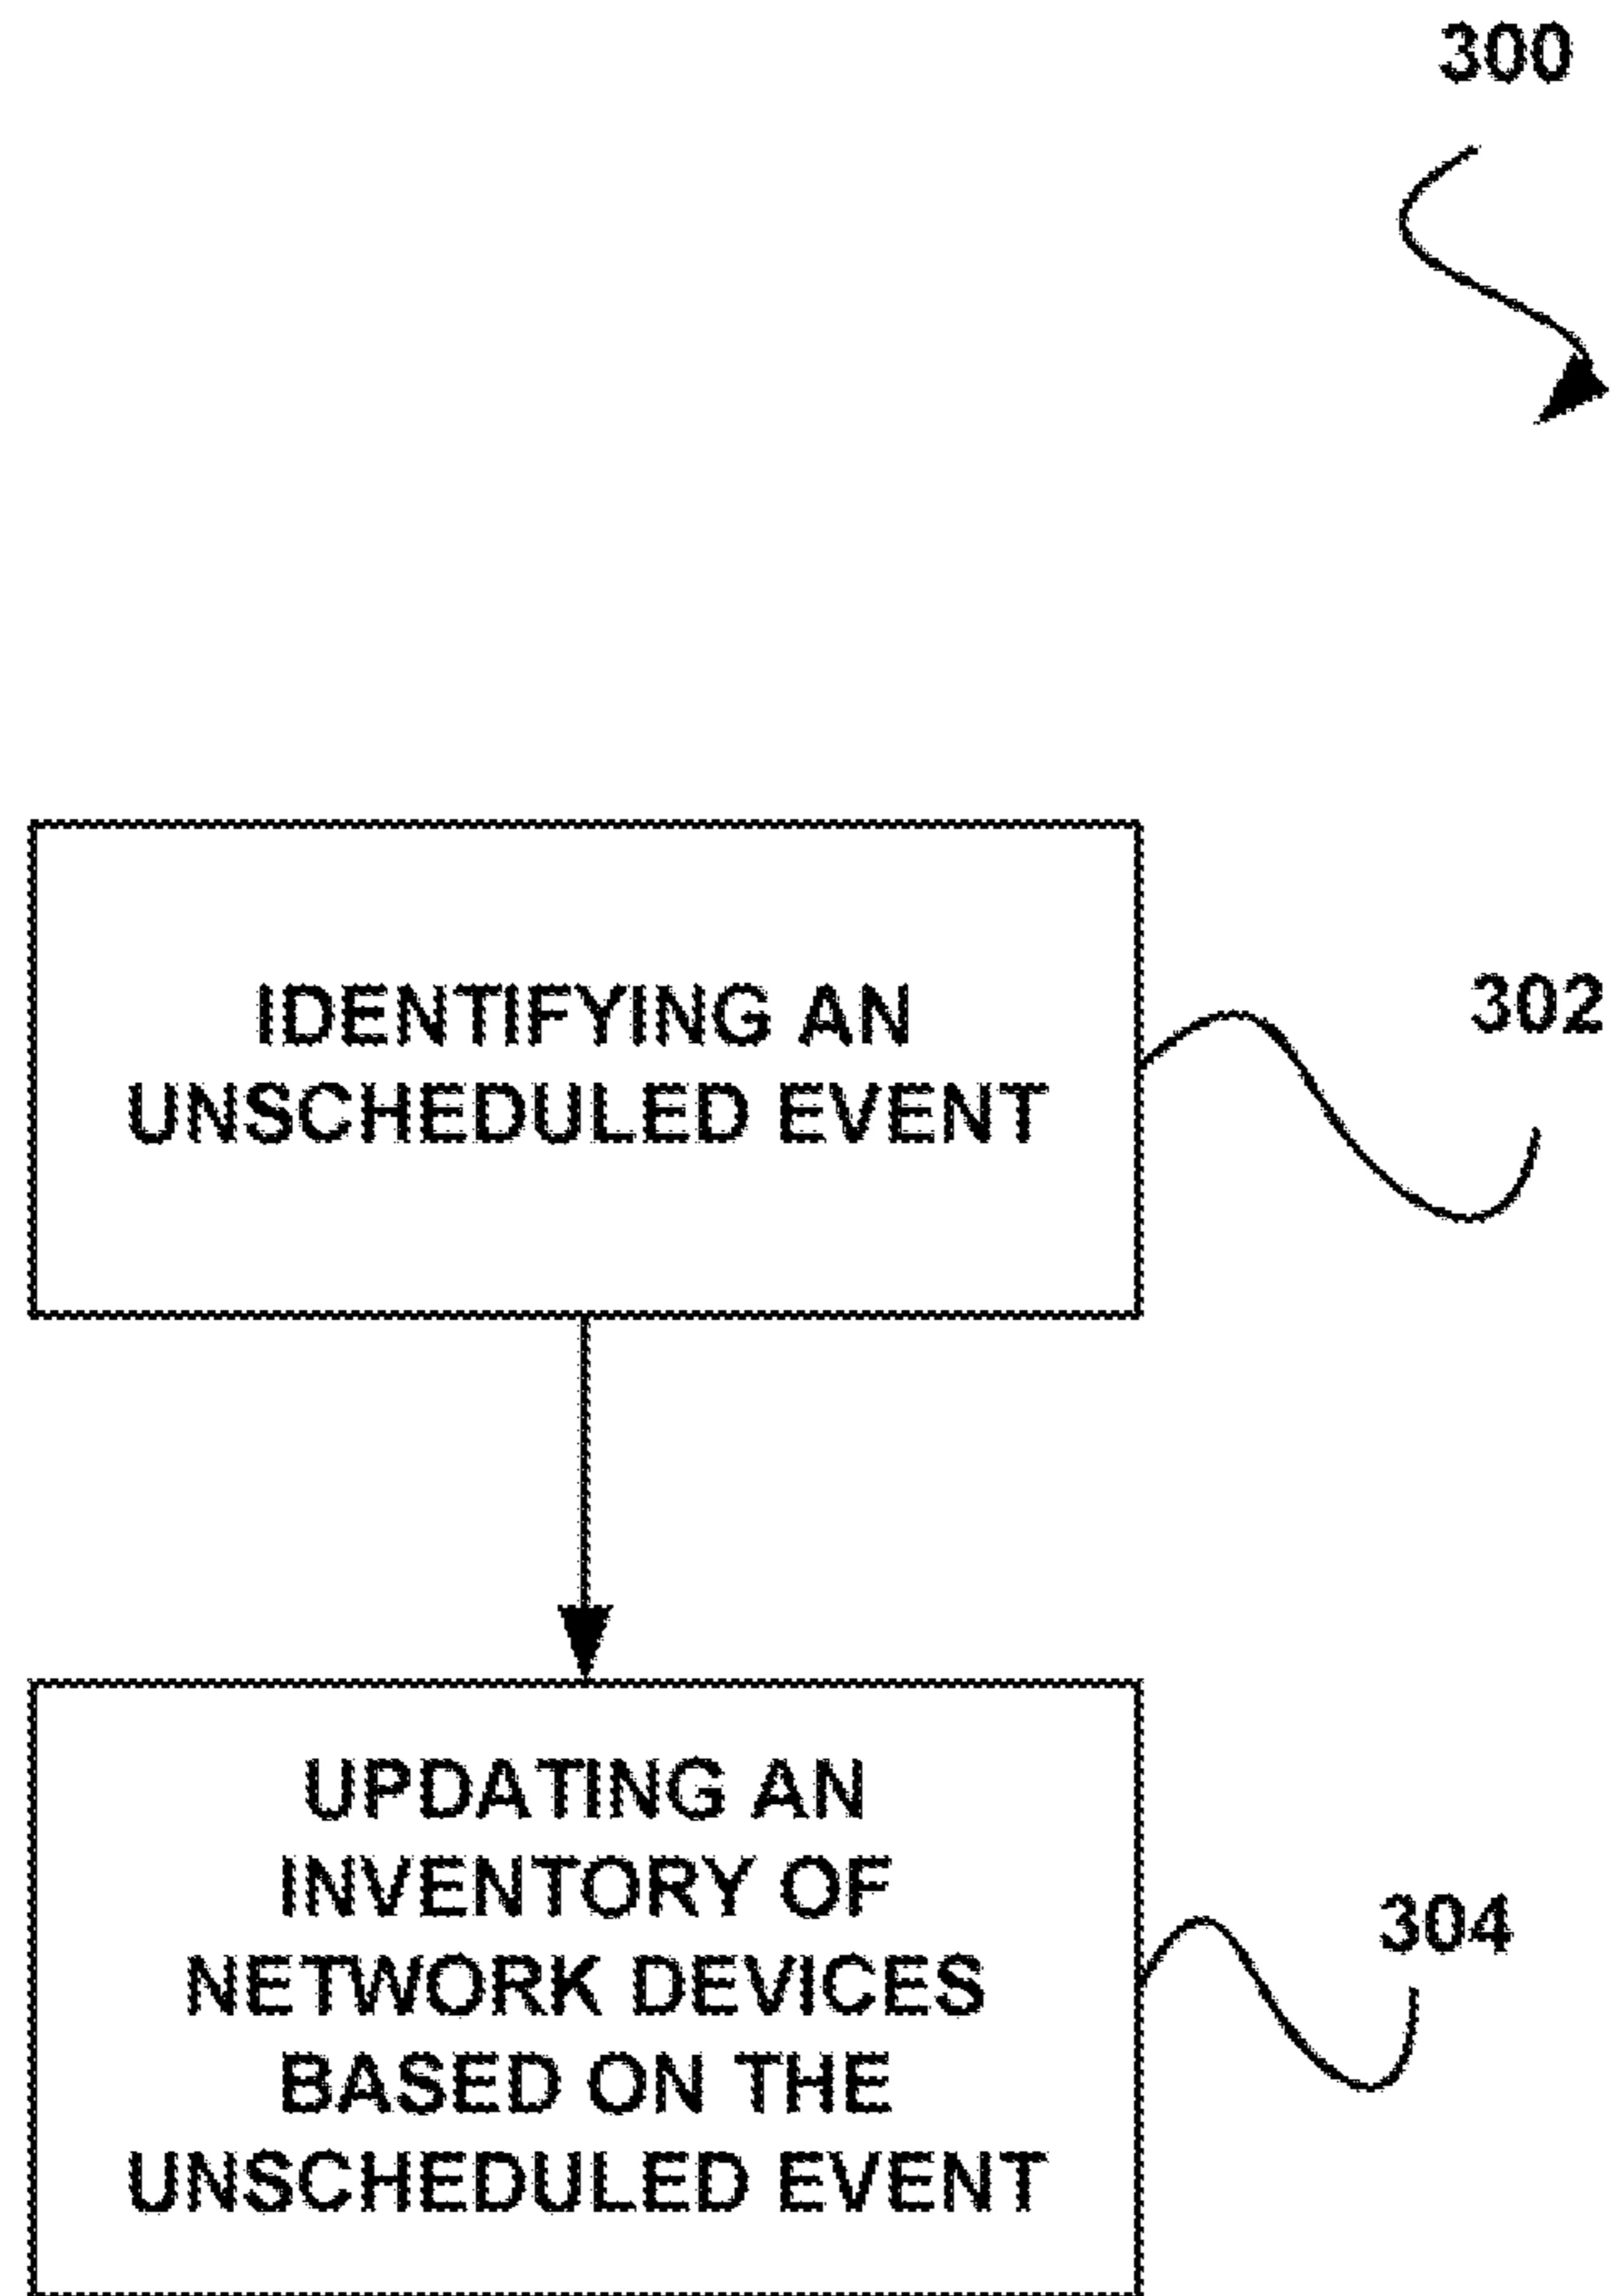 300
IDENTIFYING AN
UNSCHEDULED EVENT
302
UPDATING AN
INVENTORY OF
NETWORK DEVICES
BASED ON THE
UNSCHEDULED EVENT
304